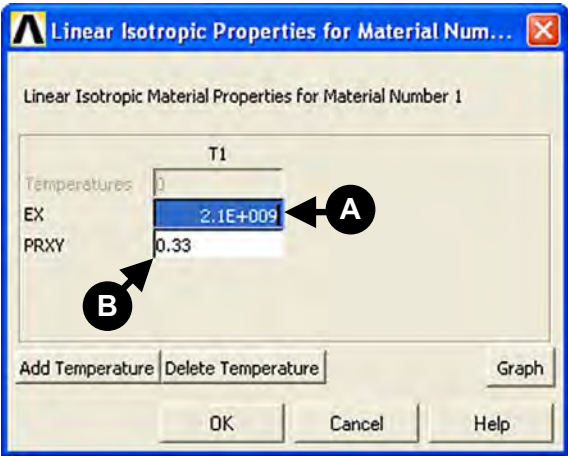 Linear Isotropic Properties for Material Num...
Linear Isotropic Material Properties for Material Number 1
T1
Temperatures 0
EX 2.1E+009 A
PRXY 0.33
B
Add Temperature Delete Temperature Graph
OK Cancel Help